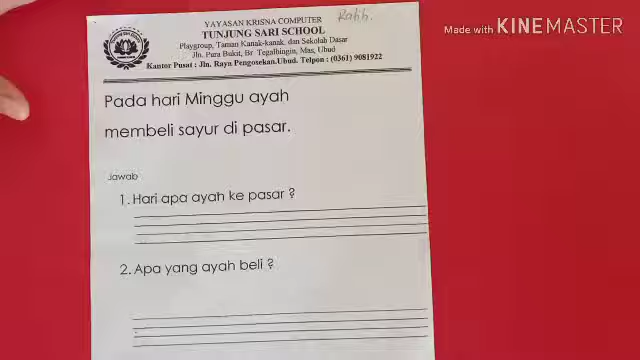 YAYASAN KRISNA COMPUTER
TUNJUNG SARI SCHOOL
Playgroup, Taman Kanak-kanak, dan Sekolah Dasar
Jln. Pura Bukit, Br Tegalbingin, Mas, Ubud
Kantor Pusat : Jln. Raya Pengosekan.Ubud. Telpon : (0361) 9081922
Pada hari Minggu ayah
membeli sayur di pasar.
Jawab
1. Hari apa ayah ke pasar ?
2. Apa yang ayah beli ?
Made with KINEMASTER